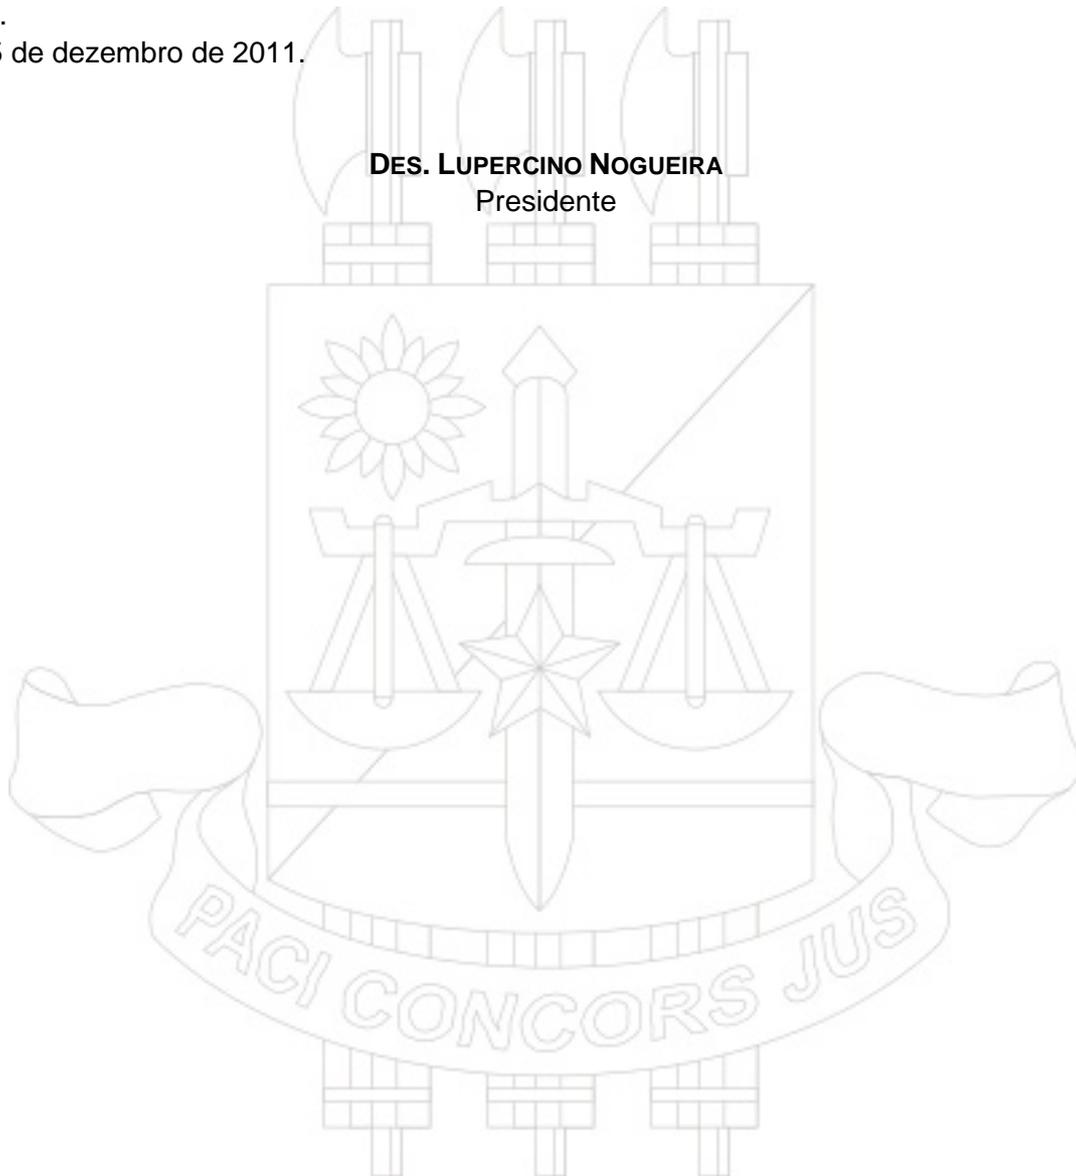 .
5 de dezembro de 2011.
DES. LUPERCINO NOGUEIRA
Presidente
PACI CONCORS JUS